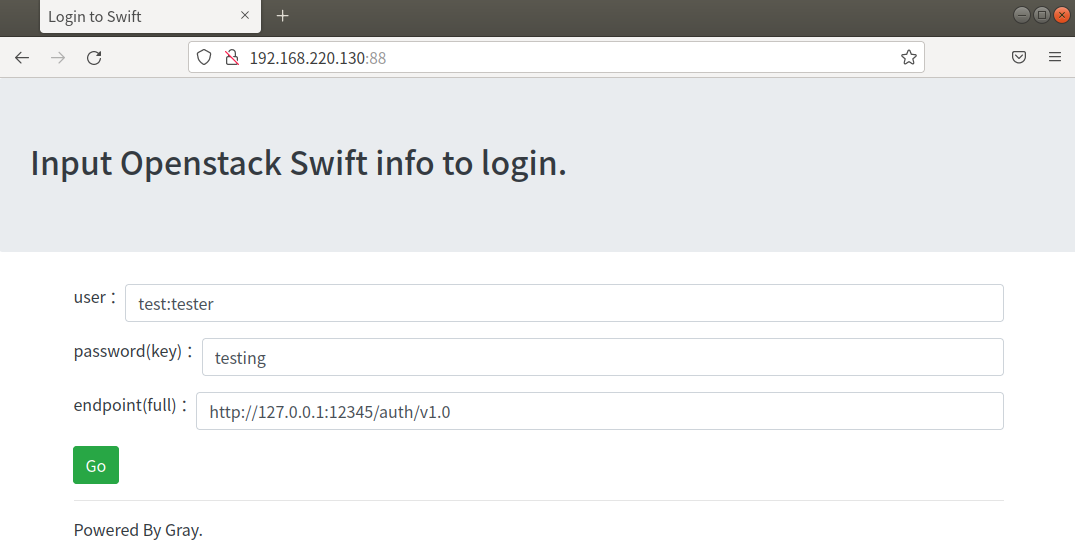 Login to Swift
192.168.220.130:88
Input Openstack Swift info to login.
user：
test:tester
password(key)：
testing
endpoint(full)：
http://127.0.0.1:12345/auth/v1.0
Go
Powered By Gray.